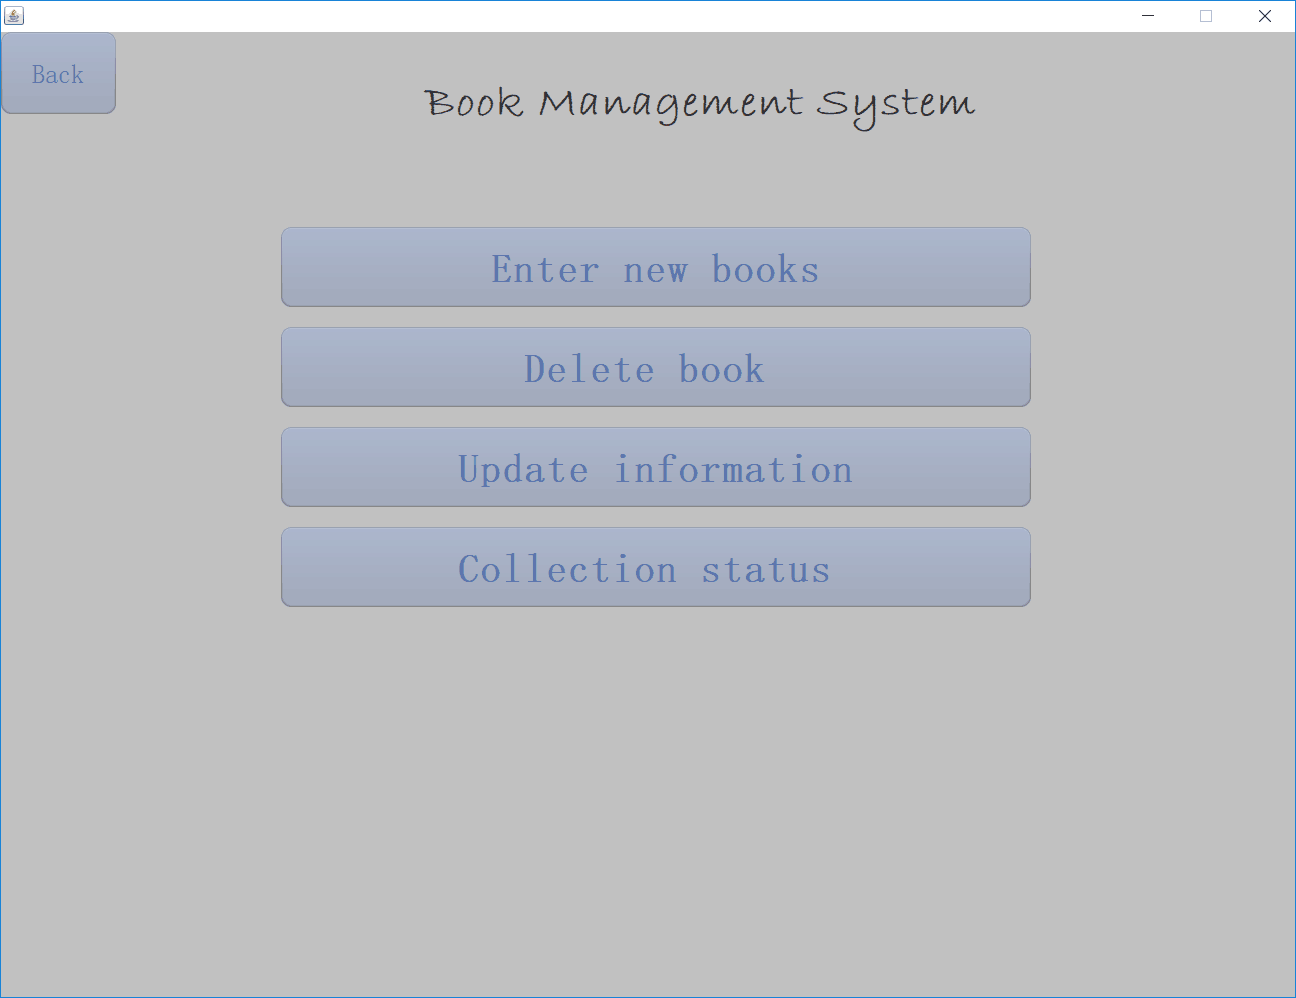 Back
Book Management System
Enter new books
Delete book
Update information
Collection status